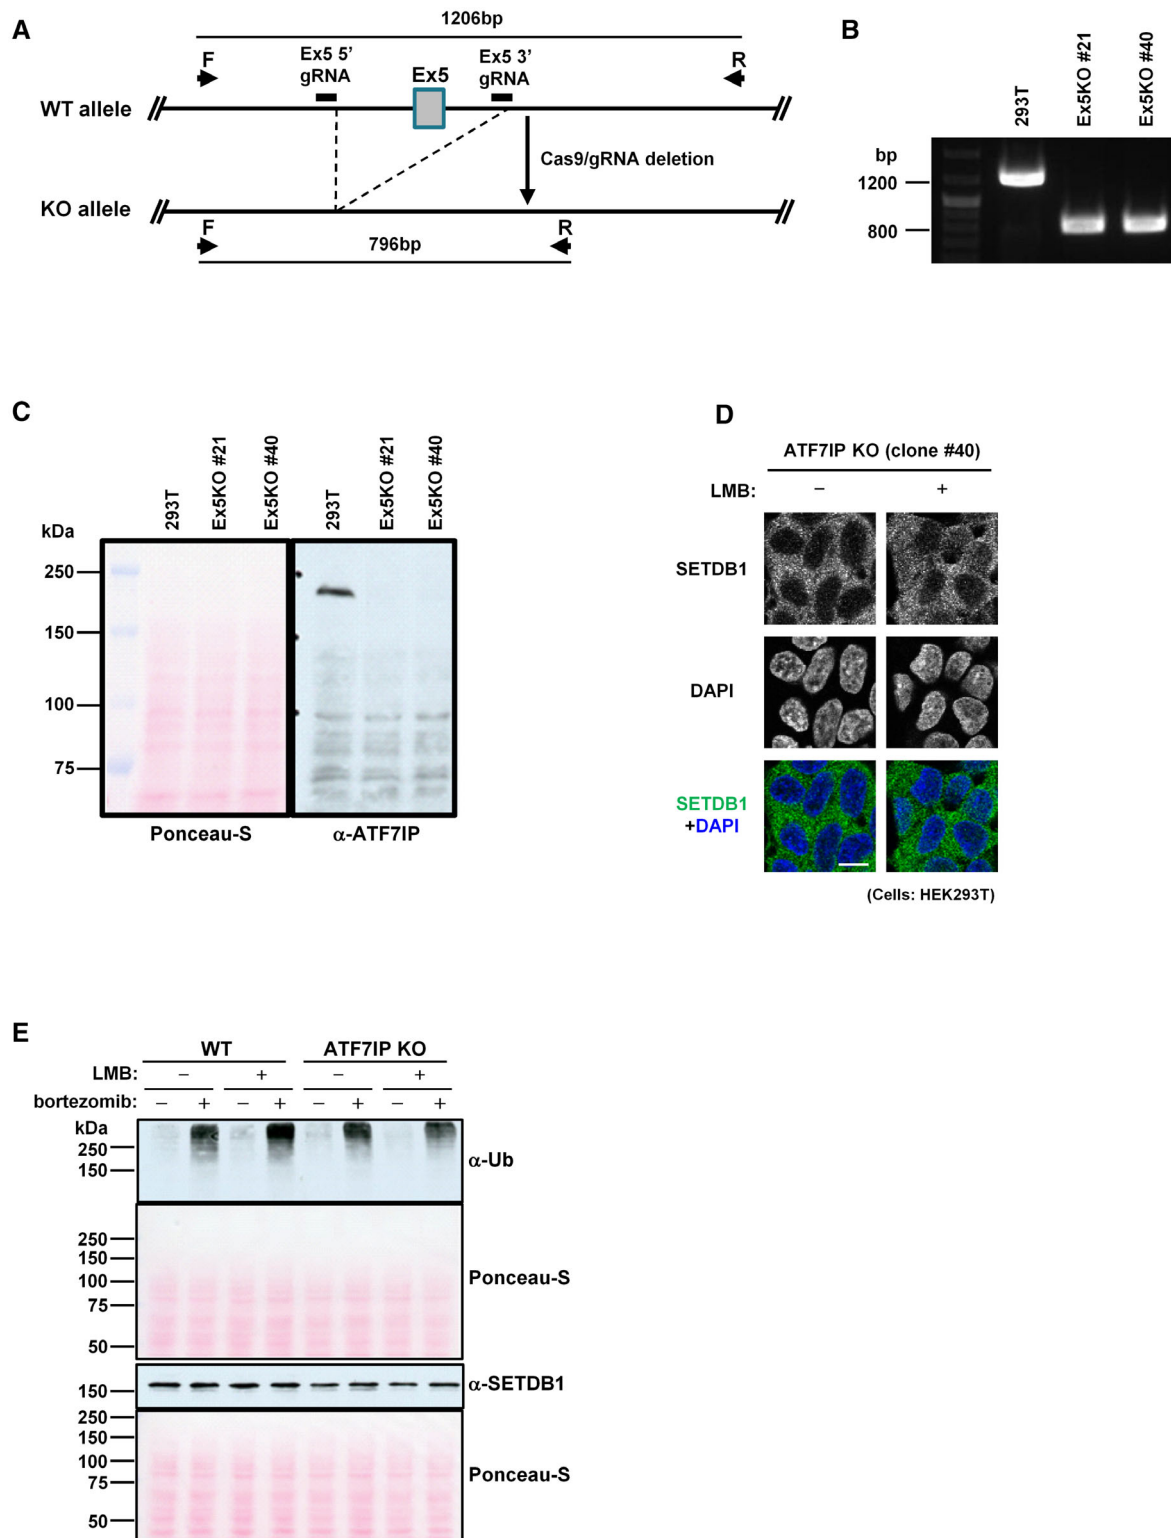 A
1206bp
F
Ex5 5’
gRNA
Ex5
Ex5 3’
gRNA
R
WT allele
Cas9/gRNA deletion
KO allele
F
796bp
R
B
293T
Ex5KO #21
Ex5KO #40
bp
1200
800
C
293T
Ex5KO #21
Ex5KO #40
293T
Ex5KO #21
Ex5KO #40
kDa
250
150
100
75
Ponceau-S
α-ATF7IP
D
ATF7IP KO (clone #40)
LMB: − +
SETDB1
DAPI
SETDB1
+DAPI
(Cells: HEK293T)
E
WT ATF7IP KO
LMB: − + − +
bortezomib: − + − + − + − +
kDa
250
150
α-Ub
250
150
100
75
50
Ponceau-S
150
α-SETDB1
250
150
100
75
50
Ponceau-S